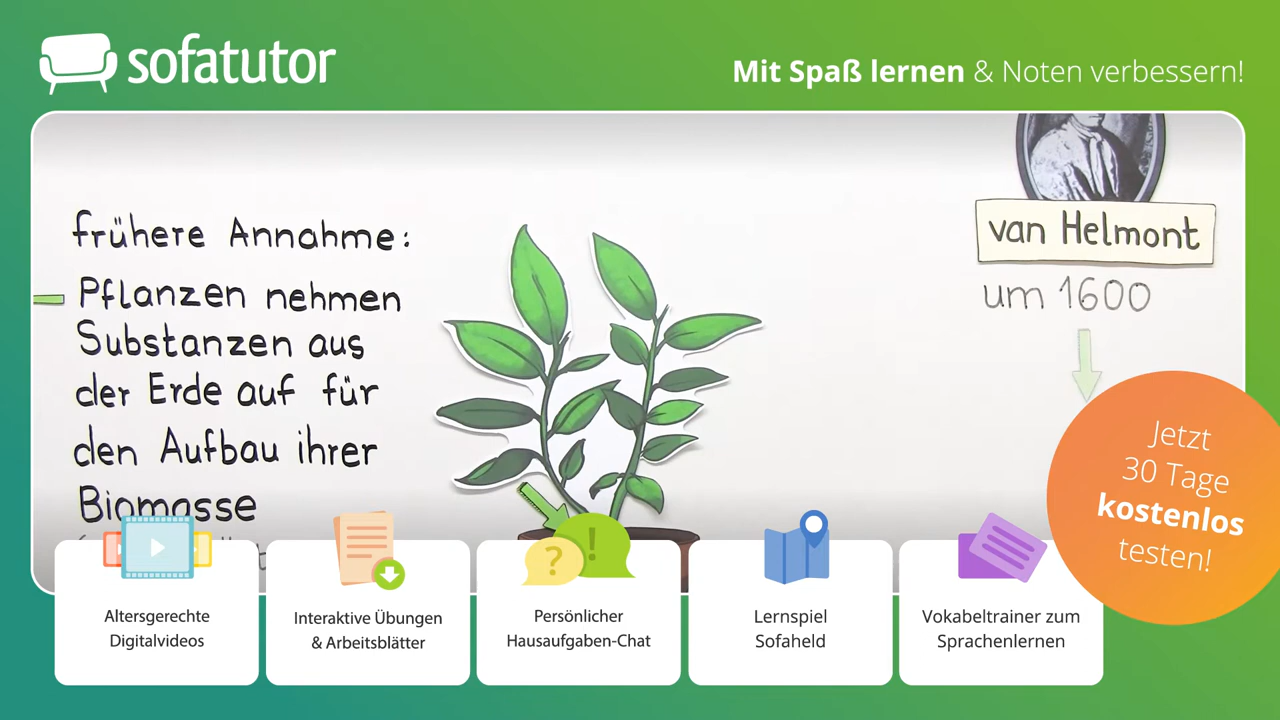 sofatutor
Mit Spaß lernen & Noten verbessern!
frühere Annahme:
Pflanzen nehmen
Substanzen aus
der Erde auf für
den Aufbau ihrer
Biomasse
van Helmont
um 1600
Jetzt
30 Tage
kostenlos
testen!
?
!
Altersgerechte
Digitalvideos
Interaktive Übungen
& Arbeitsblätter
Persönlicher
Hausaufgaben-Chat
Lernspiel
Sofaheld
Vokabeltrainer zum
Sprachenlernen